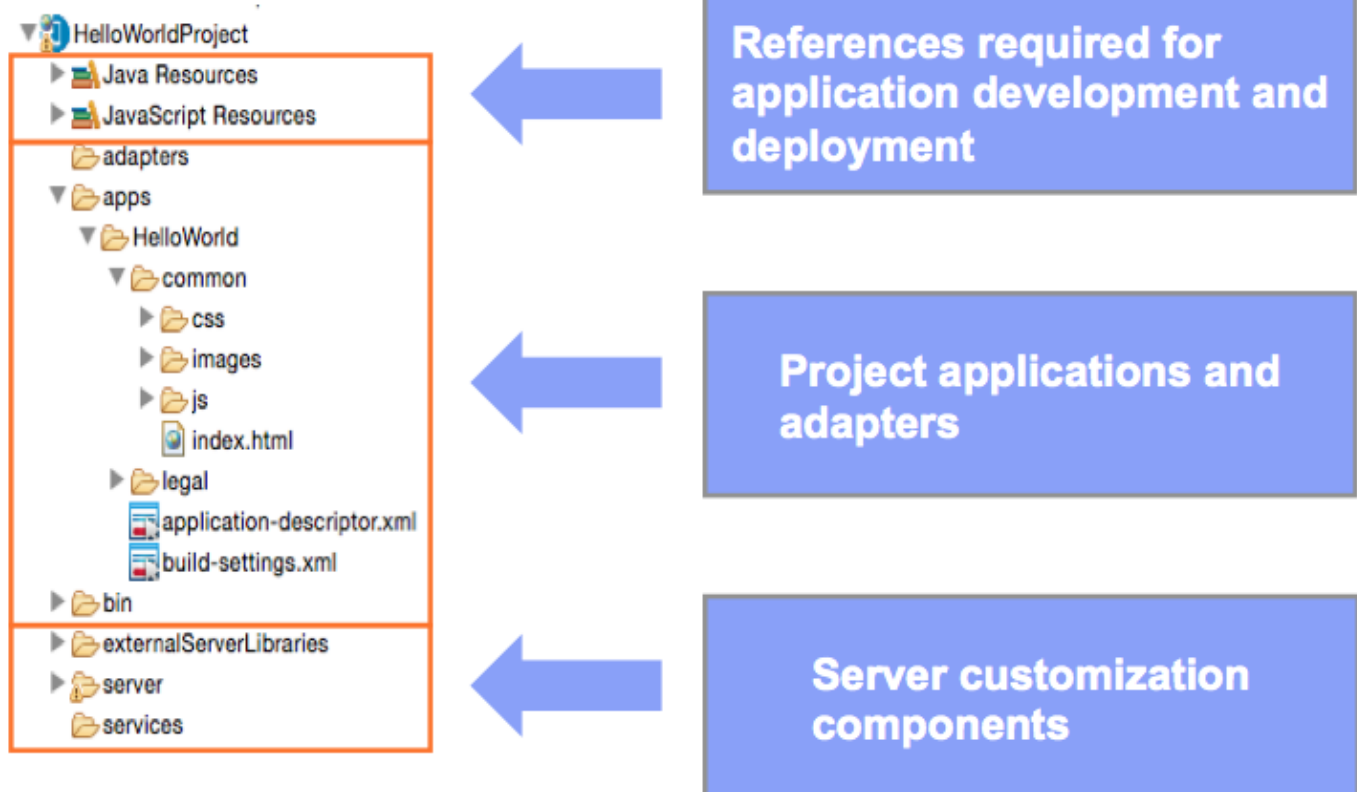 HelloWorldProject
Java Resources
JavaScript Resources
adapters
apps
HelloWorld
common
css
images
js
index.html
legal
application-descriptor.xml
build-settings.xml
bin
externalServerLibraries
server
services
References required for
application development and
deployment
Project applications and
adapters
Server customization
components